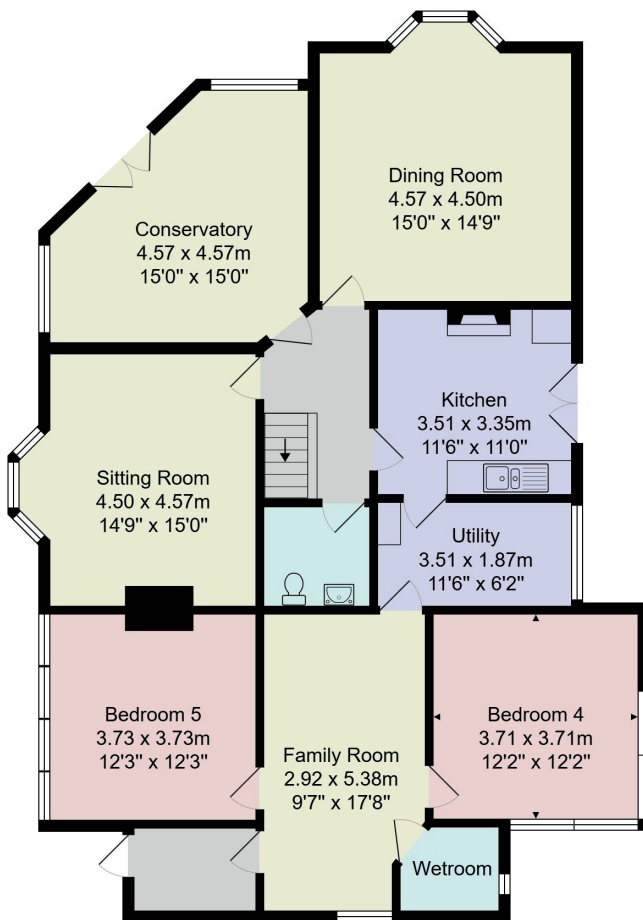 Dining Room
4.57 x 4.50m
15'0" x 14'9"
Conservatory
4.57 x 4.57m
15'0" x 15'0"
Kitchen
3.51 x 3.35m
11'6" x 11'0"
Sitting Room
4.50 x 4.57m
14'9" x 15'0"
Utility
3.51 x 1.87m
11'6" x 6'2"
Bedroom 5
3.73 x 3.73m
12'3" x 12'3"
Family Room
2.92 x 5.38m
9'7" x 17'8"
Bedroom 4
3.71 x 3.71m
12'2" x 12'2"
Wetroom